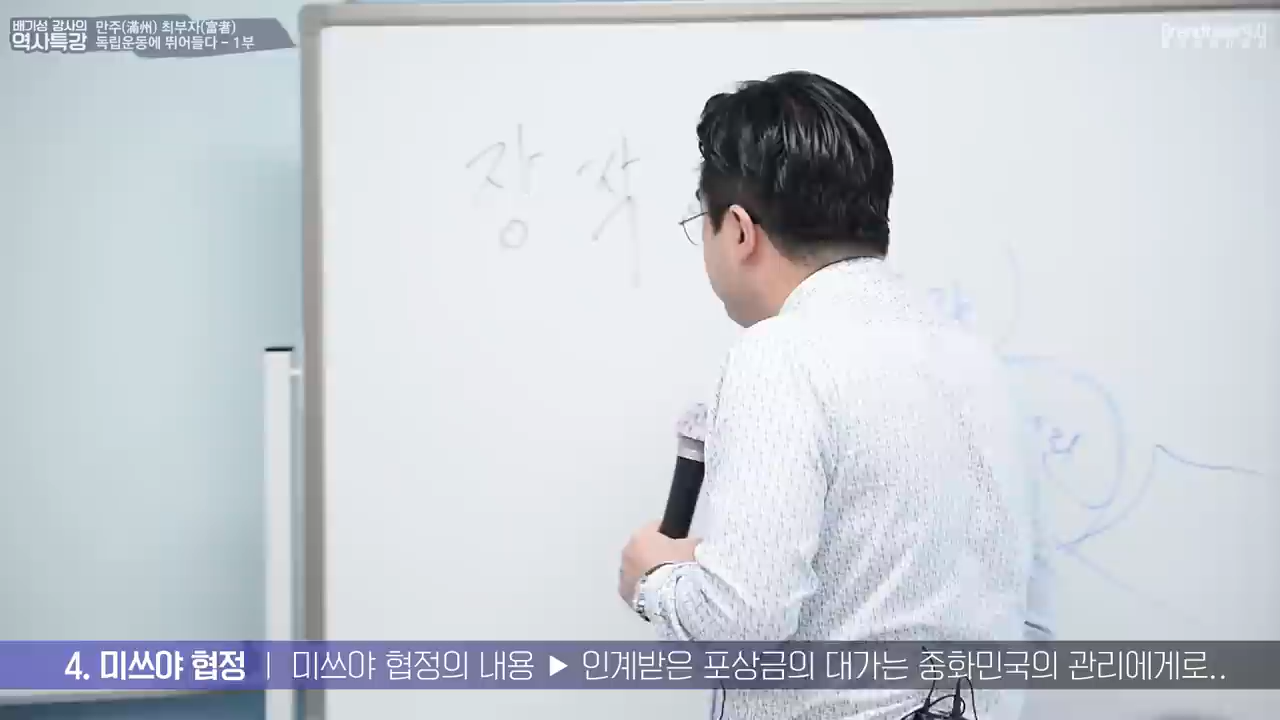 배기성 강사의
역사특강
만주(滿州) 최부자(富者)
독립운동에 뛰어들다 - 1부
장 작
4. 미쓰야 협정 | 미쓰야 협정의 내용 ▶ 인계받은 포상금의 대가는 중화민국의 관리에게로..